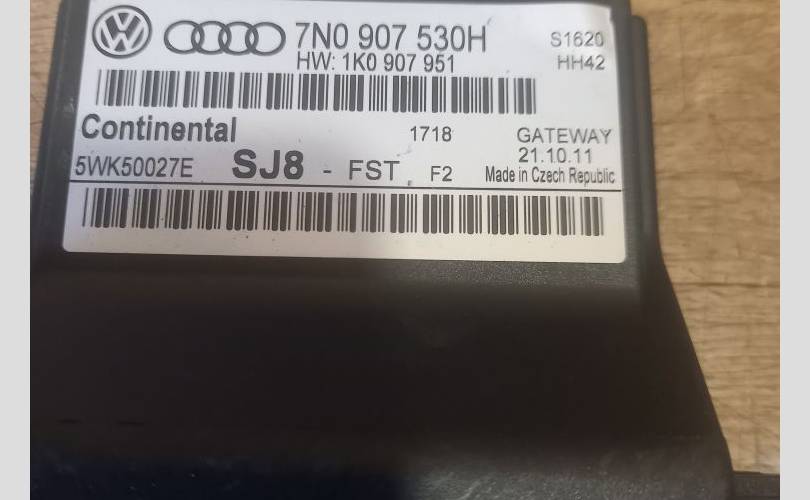 7N0 907 530H S1620
HW: 1K0 907 951 HH42
Continental 1718 GATEWAY
21.10.11
5WK50027E SJ8 - FST F2 Made in Czech Republic